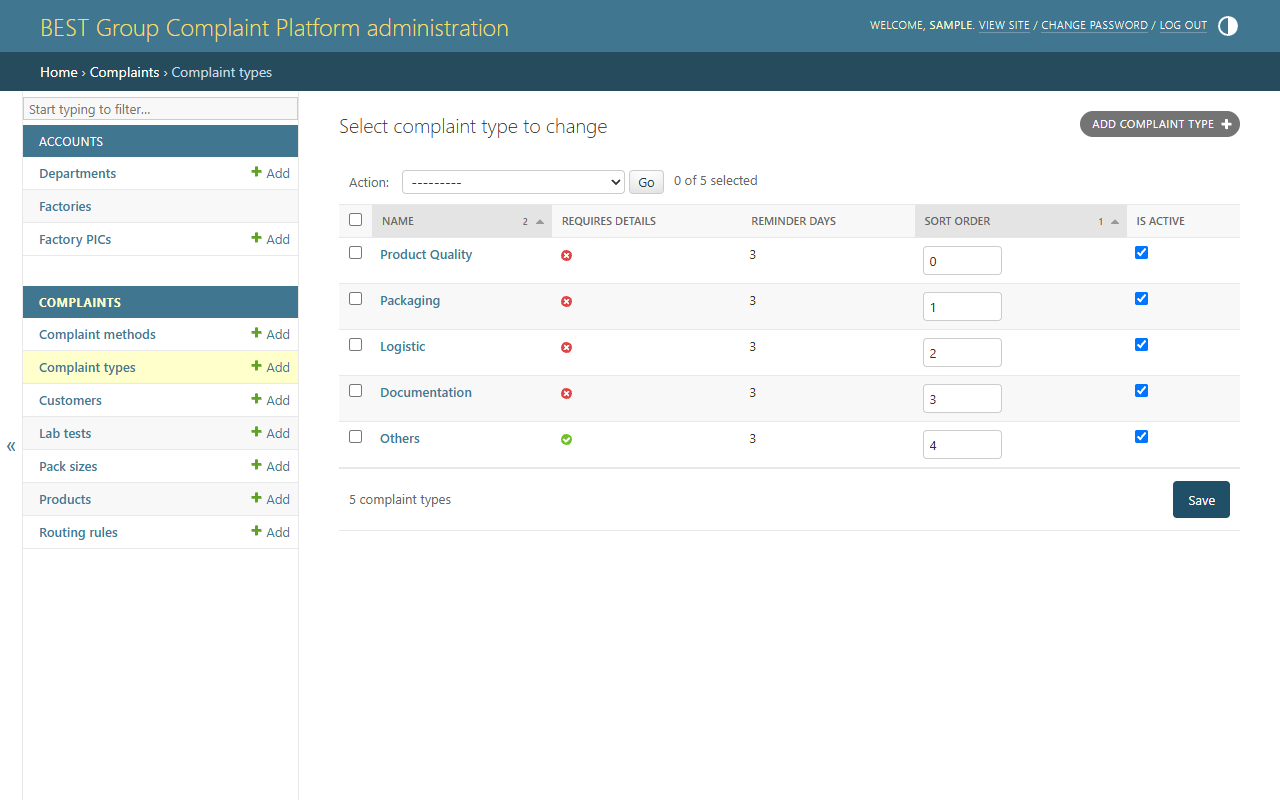 BEST Group Complaint Platform administration
WELCOME, SAMPLE. VIEW SITE / CHANGE PASSWORD / LOG OUT
Home › Complaints › Complaint types
Start typing to filter...
ACCOUNTS
Departments Add
Factories
Factory PICs Add
COMPLAINTS
Complaint methods Add
Complaint types Add
Customers Add
Lab tests Add
Pack sizes Add
Products Add
Routing rules Add
«
Select complaint type to change
ADD COMPLAINT TYPE +
Action: --------- Go 0 of 5 selected
NAME 2 REQUIRES DETAILS REMINDER DAYS SORT ORDER 1 IS ACTIVE
Product Quality 3 0
Packaging 3 1
Logistic 3 2
Documentation 3 3
Others 3 4
5 complaint types Save